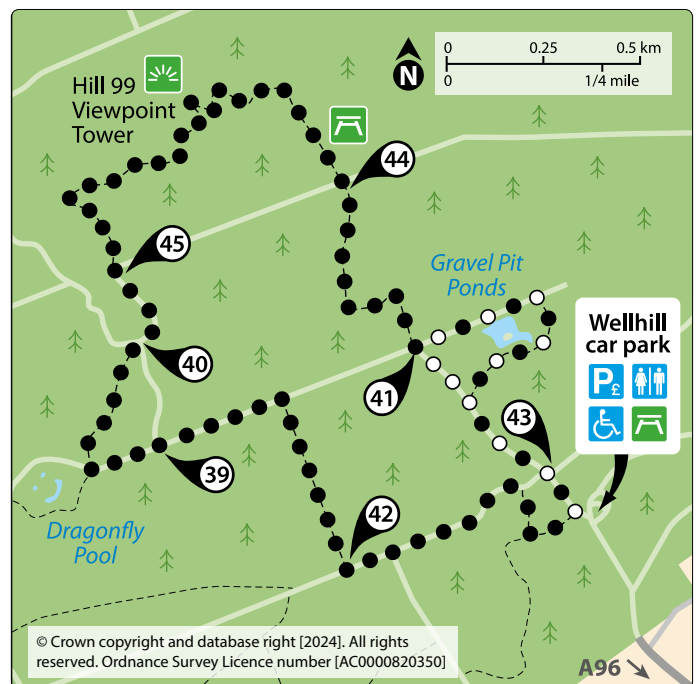 Hill 99
Viewpoint
Tower
N
0 0.25 0.5 km
0 1/4 mile
44
45
Gravel Pit
Ponds
Wellhill
car park
P£
40
41
43
39
42
Dragonfly
Pool
© Crown copyright and database right [2024]. All rights
reserved. Ordnance Survey Licence number [AC0000820350]
A96